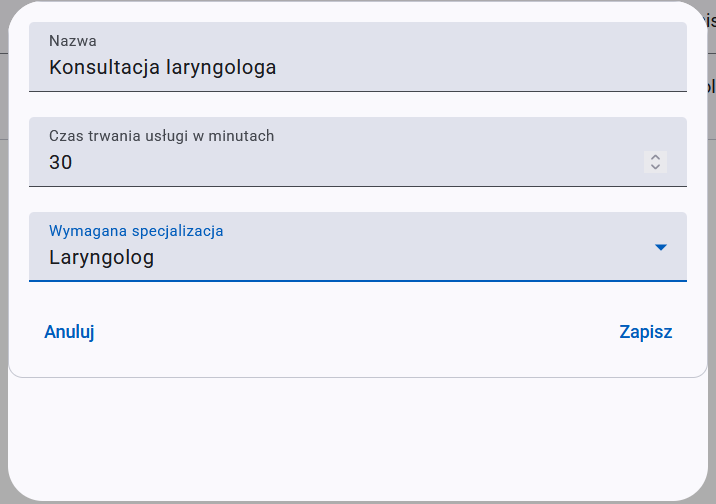 Nazwa
Konsultacja laryngologa
Czas trwania usługi w minutach
30
Wymagana specjalizacja
Laryngolog
Anuluj
Zapisz